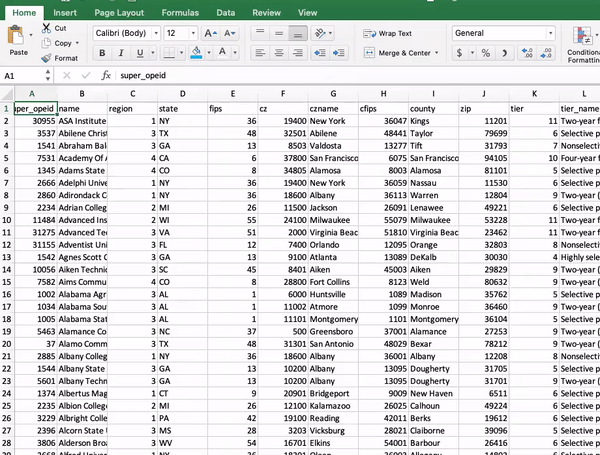 Home Insert Page Layout Formulas Data Review View
Cut
Copy
Format
Paste
Calibri (Body) 12 A A
B I U A
Wrap Text
Merge & Center
General
$ % )
Conditional
Formatting
A1 fx super_opeid
A B C D E F G H I J K L
1 super_opeid name region state fips cz czname cfips county zip tier tier_name
2 30955 ASA Institute 1 NY 36 19400 New York 36047 Kings 11201 11 Two-year f
3 3537 Abilene Christ 3 TX 48 32501 Abilene 48441 Taylor 79699 6 Selective p
4 1541 Abraham Bal 3 GA 13 8503 Valdosta 13277 Tift 31793 7 Nonselecti
5 7531 Academy Of A 4 CA 6 37800 San Francisco 6075 San Francisco 94105 10 Four-year f
6 1345 Adams State 4 CO 8 34805 Alamosa 8003 Alamosa 81101 5 Selective p
7 2666 Adelphi Unive 1 NY 36 19400 New York 36059 Nassau 11530 6 Selective p
8 2860 Adirondack C 1 NY 36 18600 Albany 36113 Warren 12804 9 Two-year (
9 2234 Adrian Colleg 2 MI 26 11500 Jackson 26091 Lenawee 49221 6 Selective p
10 11484 Advanced Ins 2 WI 55 24100 Milwaukee 55079 Milwaukee 53228 11 Two-year f
11 31275 Advanced Tec 3 VA 51 2000 Virginia Beac 51810 Virginia Beac 23462 11 Two-year f
12 31155 Adventist Uni 3 FL 12 7400 Orlando 12095 Orange 32803 8 Nonselecti
13 1542 Agnes Scott C 3 GA 13 9100 Atlanta 13089 DeKalb 30030 4 Highly sele
14 10056 Aiken Technic 3 SC 45 8401 Aiken 45003 Aiken 29829 9 Two-year (
15 7582 Aims Commu 4 CO 8 28800 Fort Collins 8123 Weld 80632 9 Two-year (
16 1002 Alabama Agr 3 AL 1 6000 Huntsville 1089 Madison 35762 5 Selective p
17 1034 Alabama Sou 3 AL 1 11002 Atmore 1099 Monroe 36460 9 Two-year (
18 1005 Alabama Stat 3 AL 1 11101 Montgomery 1101 Montgomery 36104 5 Selective p
19 5463 Alamance Co 3 NC 37 500 Greensboro 37001 Alamance 27253 9 Two-year (
20 37 Alamo Comm 3 TX 48 31301 San Antonio 48029 Bexar 78212 9 Two-year (
21 2885 Albany Colleg 1 NY 36 18600 Albany 36001 Albany 12208 8 Nonselecti
22 1544 Albany State 3 GA 13 10200 Albany 13095 Dougherty 31705 5 Selective p
23 5601 Albany Techn 3 GA 13 10200 Albany 13095 Dougherty 31701 9 Two-year (
24 1374 Albertus Mag 1 CT 9 20901 Bridgeport 9009 New Haven 6511 6 Selective p
25 2235 Albion College 2 MI 26 12100 Kalamazoo 26025 Calhoun 49224 6 Selective p
26 3229 Albright Colle 1 PA 42 19100 Reading 42011 Berks 19612 6 Selective p
27 2396 Alcorn State 3 MS 28 3203 Vicksburg 28021 Claiborne 39096 5 Selective p
28 3806 Alderson Broa 3 WV 54 16701 Elkins 54001 Barbour 26416 6 Selective p